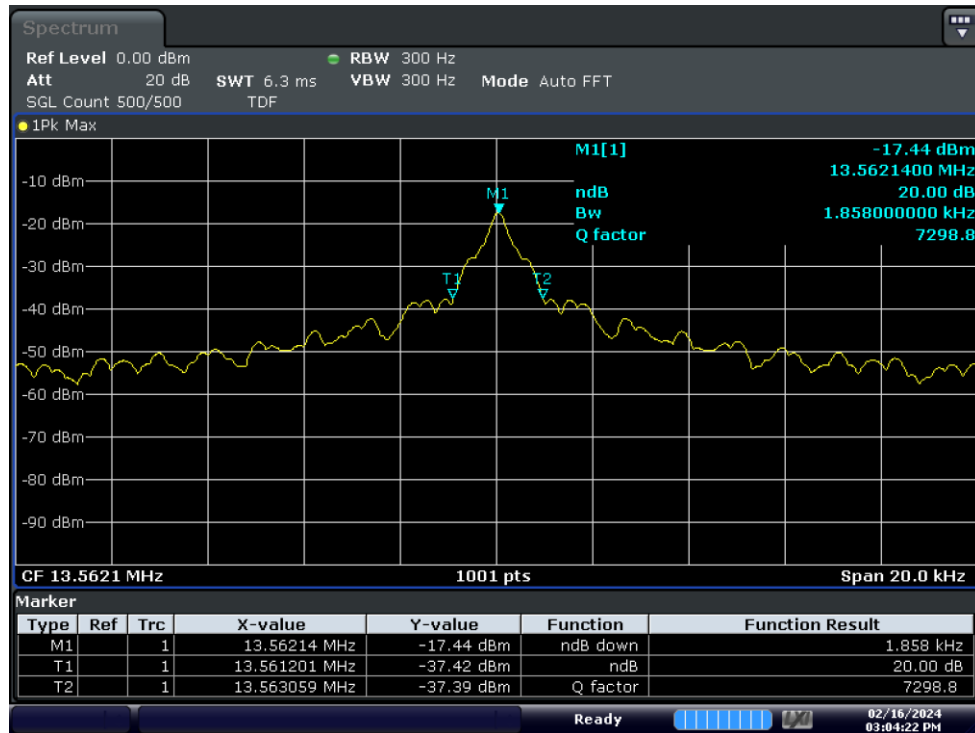 Spectrum
Ref Level 0.00 dBm RBW 300 Hz
Att 20 dB SWT 6.3 ms VBW 300 Hz Mode Auto FFT
SGL Count 500/500 TDF
1Pk Max
M1[1] -17.44 dBm
13.5621400 MHz
ndB 20.00 dB
Bw 1.858000000 kHz
Q factor 7298.8
M1
T1 T2
-10 dBm
-20 dBm
-30 dBm
-40 dBm
-50 dBm
-60 dBm
-70 dBm
-80 dBm
-90 dBm
CF 13.5621 MHz 1001 pts Span 20.0 kHz
Marker
Type Ref Trc X-value Y-value Function Function Result
M1 1 13.56214 MHz -17.44 dBm ndB down 1.858 kHz
T1 1 13.561201 MHz -37.42 dBm ndB 20.00 dB
T2 1 13.563059 MHz -37.39 dBm Q factor 7298.8
Ready 02/16/2024
03:04:22 PM